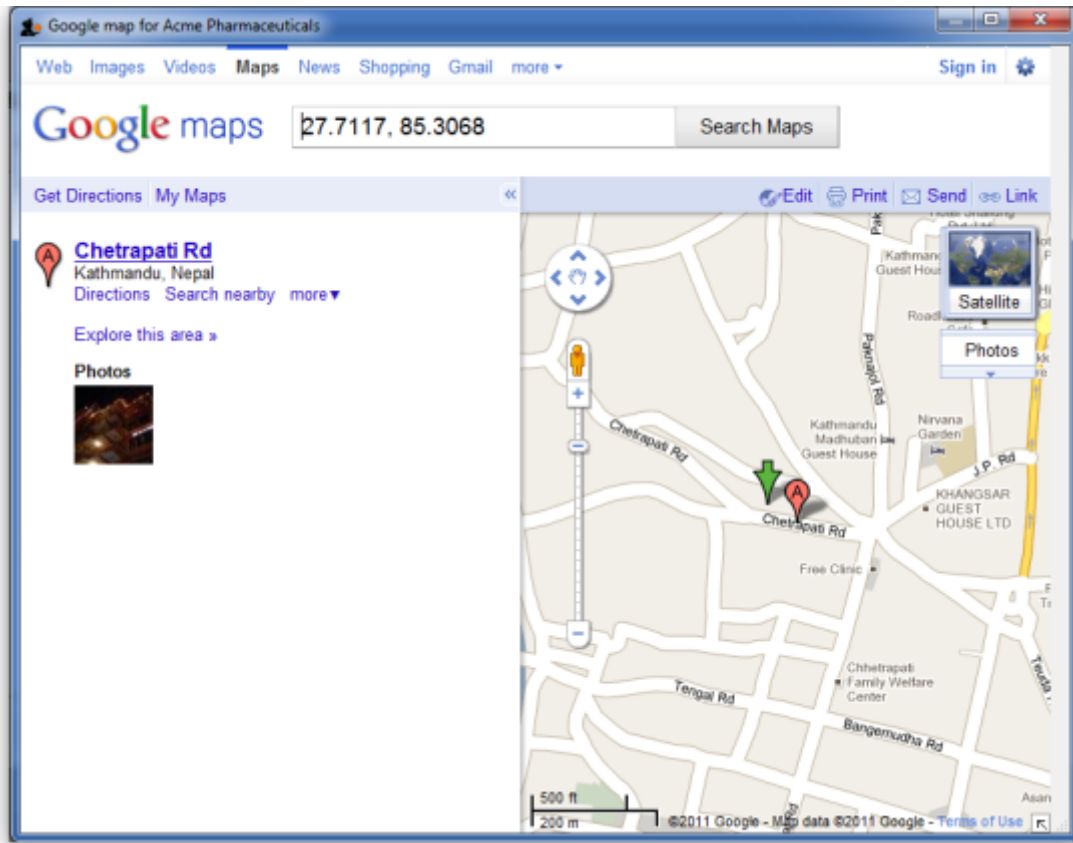 Google map for Acme Pharmaceuticals
Web Images Videos Maps News Shopping Gmail more
Sign in
Google maps
27.7117, 85.3068
Search Maps
Get Directions My Maps
«
Edit Print Send Link
A
Chetrapati Rd
Kathmandu, Nepal
Directions Search nearby more▼
Explore this area »
Photos
Satellite
Photos
Guest House
Paknajol Rd
Kathmandu
Madhuban
Guest House
Nirvana
Garden
J.P. Rd
Chetrapati Rd
KHANGSAR
GUEST
HOUSE LTD
A
Chetrapati Rd
Free Clinic
Chhetrapati
Family Welfare
Center
Tengal Rd
Bangemudha Rd
500 ft
200 m
©2011 Google - Map data ©2011 Google - Terms of Use